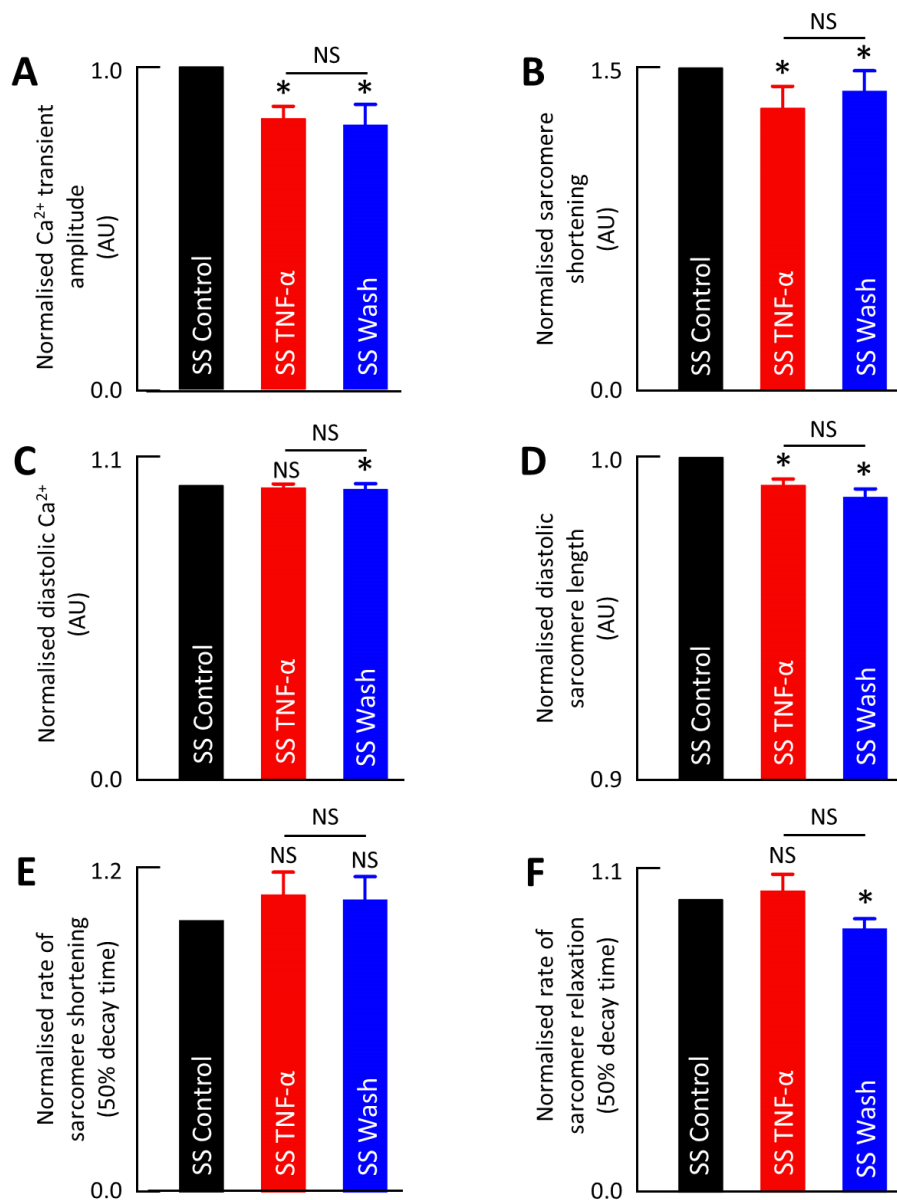 A
Normalised Ca²⁺ transient
amplitude
(AU)
1.0
0.0
NS
*
*
SS Control
SS TNF-α
SS Wash
B
Normalised sarcomere
shortening
(AU)
1.5
0.0
NS
*
*
SS Control
SS TNF-α
SS Wash
C
Normalised diastolic Ca²⁺
(AU)
1.1
0.0
NS
NS
*
SS Control
SS TNF-α
SS Wash
D
Normalised diastolic
sarcomere length
(AU)
1.0
0.9
NS
*
*
SS Control
SS TNF-α
SS Wash
E
Normalised rate of
sarcomere shortening
(50% decay time)
1.2
0.0
NS
NS
NS
SS Control
SS TNF-α
SS Wash
F
Normalised rate of
sarcomere relaxation
(50% decay time)
1.1
0.0
NS
NS
*
SS Control
SS TNF-α
SS Wash